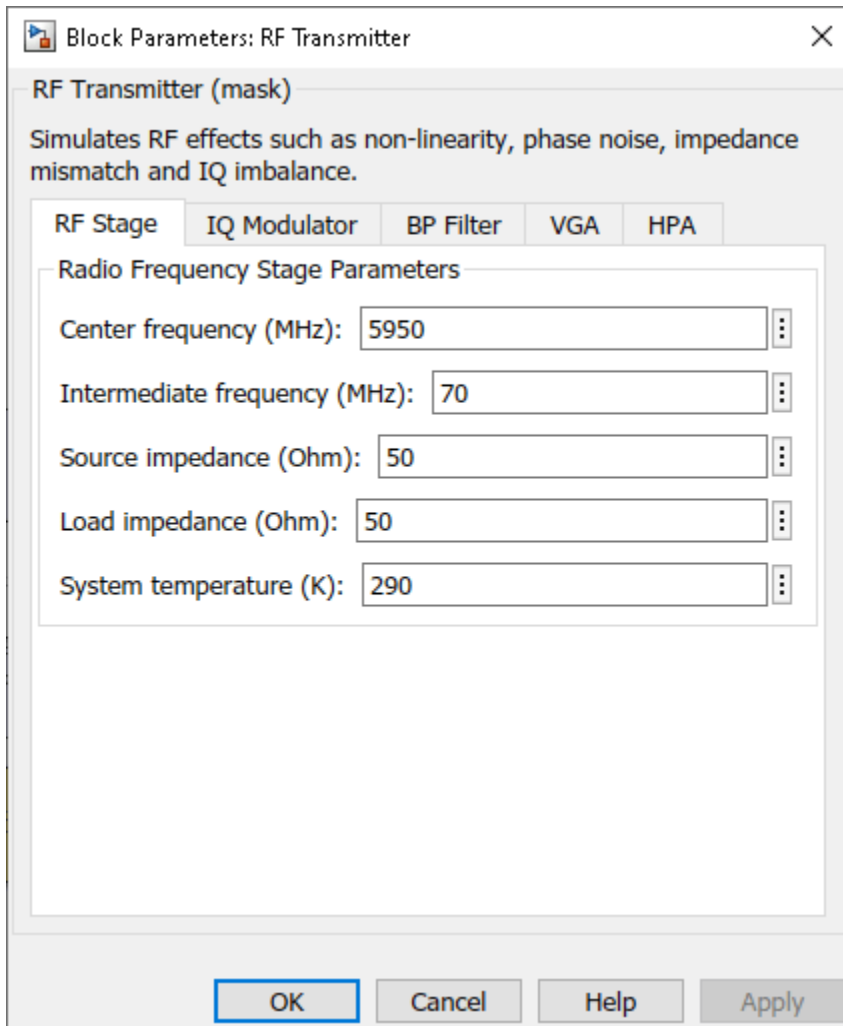 Block Parameters: RF Transmitter
RF Transmitter (mask)
Simulates RF effects such as non-linearity, phase noise, impedance
mismatch and IQ imbalance.
RF Stage IQ Modulator BP Filter VGA HPA
Radio Frequency Stage Parameters
Center frequency (MHz): 5950
Intermediate frequency (MHz): 70
Source impedance (Ohm): 50
Load impedance (Ohm): 50
System temperature (K): 290
OK Cancel Help Apply